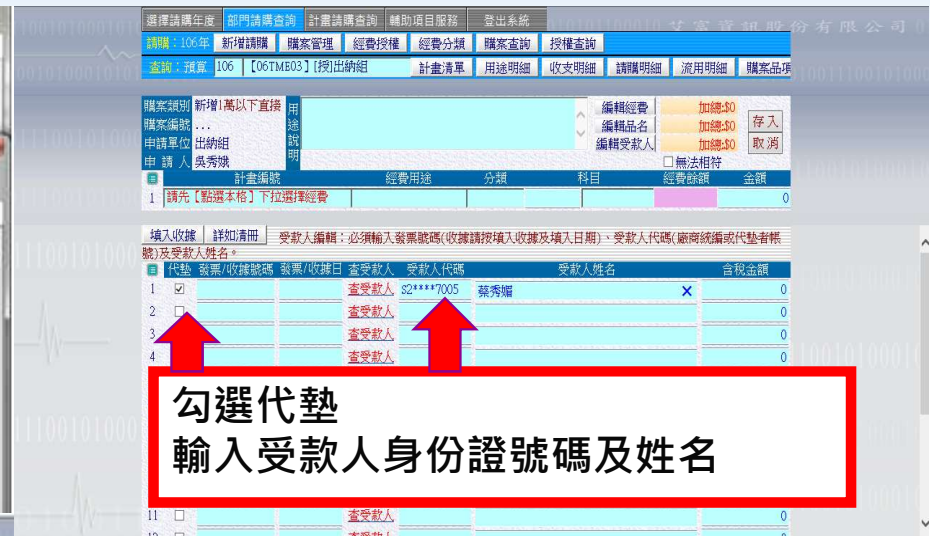 選擇請購年度 部門請購查詢 計畫請購查詢 輔助項目服務 登出系統
艾富資訊股份有限公司
請購：106年 新增請購 購案管理 經費授權 經費分類 購案查詢 授權查詢
查詢：預算 106 【06TME03】[授]出納組 計畫清單 用途明細 收支明細 請購明細 流用明細 購案品項
購案類別 新增1萬以下直接 用途說明 編輯經費 加總:$0
購案編號 ... 編輯品名 加總:$0 存入
申請單位 出納組 編輯受款人 加總:$0 取消
申 請 人 吳秀娥 無法相符
計畫編號 經費用途 分類 科目 經費餘額 金額
1 請先【點選本格】下拉選擇經費 0
填入收據 詳如清冊 受款人編輯：必須輸入發票號碼(收據請按填入收據及填入日期)、受款人代碼(廠商統編或代墊者帳
號)及受款人姓名。
代墊 發票/收據號碼 發票/收據日 查受款人 受款人代碼 受款人姓名 含稅金額
1 查受款人 S2****7005 蔡秀媚 X 0
2 查受款人 0
3 查受款人 0
4 查受款人 0
勾選代墊
輸入受款人身份證號碼及姓名
11 查受款人 0